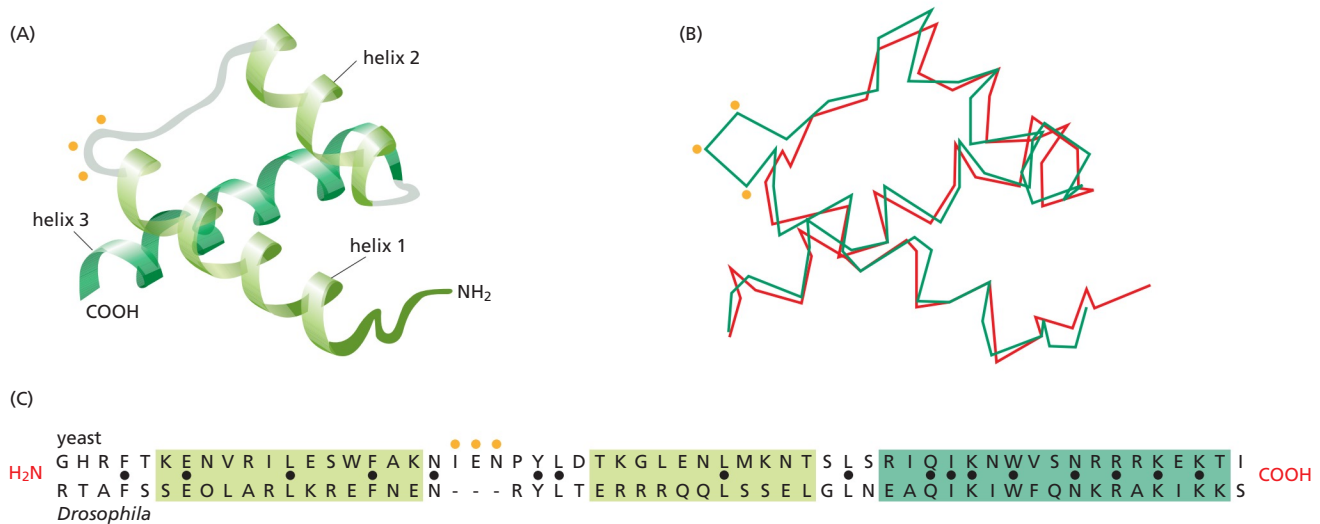 (A)
helix 2
helix 3
helix 1
NH2
COOH
(B)
(C)
yeast
G H R F T K E N V R I L E S W F A K N I E N P Y L D T K G L E N L M K N T S L S R I Q I K N W V S N R R R K E K T I
H2N
COOH
R T A F S S E O L A R L K R E F N E N - - - R Y L T E R R R Q Q L S S E L G L N E A Q I K I W F Q N K R A K I K K S
Drosophila